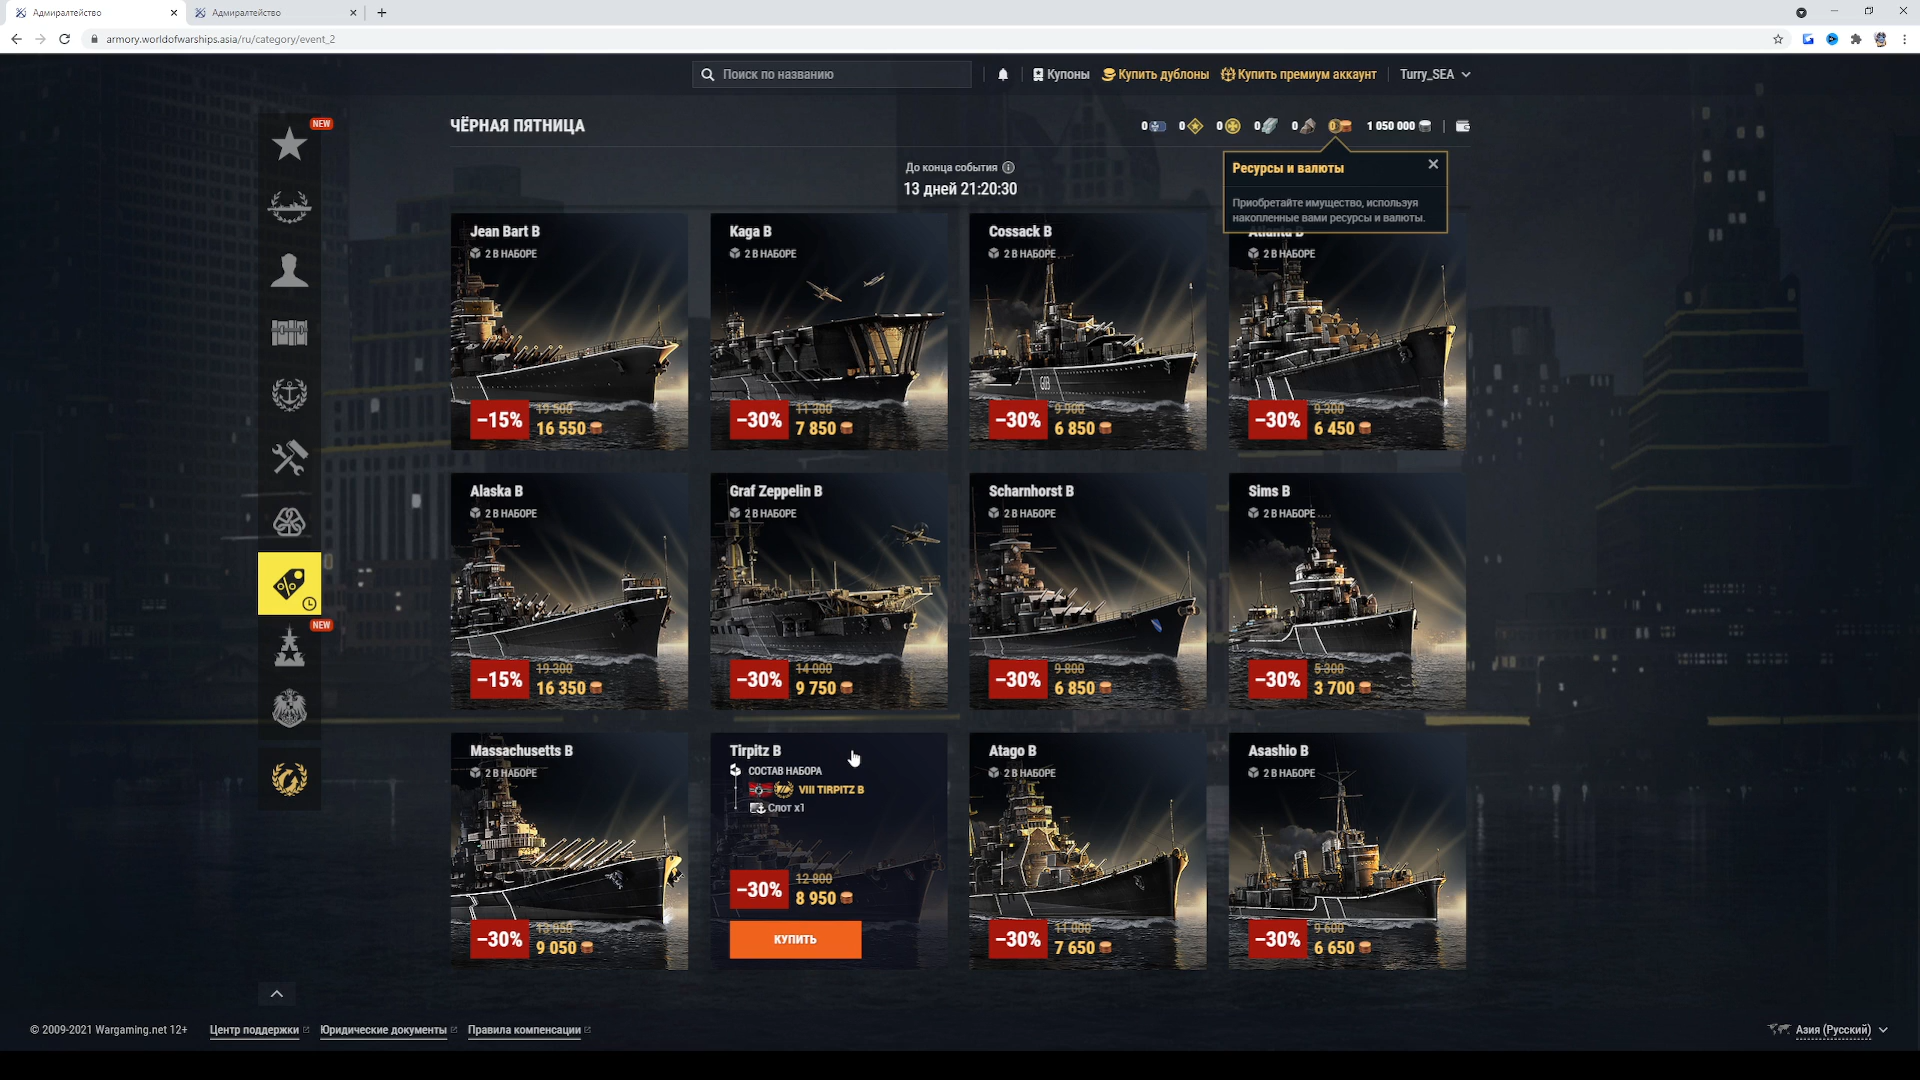 Адмиралтейство
Адмиралтейство
armory.worldofwarships.asia/ru/category/event_2
Поиск по названию
Купоны
Купить дублоны
Купить премиум аккаунт
Turry_SEA
NEW
ЧЁРНАЯ ПЯТНИЦА
0 0 0 0 0 0 1 050 000
До конца события
13 дней 21:20:30
Ресурсы и валюты
Приобретайте имущество, используя
накопленные вами ресурсы и валюты.
Jean Bart B
2 В НАБОРЕ
–15%
19 500
16 550
Kaga B
2 В НАБОРЕ
–30%
11 300
7 850
Cossack B
2 В НАБОРЕ
G03
–30%
9 900
6 850
Atlanta B
2 В НАБОРЕ
–30%
9 300
6 450
Alaska B
2 В НАБОРЕ
–15%
19 300
16 350
Graf Zeppelin B
2 В НАБОРЕ
–30%
14 000
9 750
Scharnhorst B
2 В НАБОРЕ
–30%
9 800
6 850
Sims B
2 В НАБОРЕ
–30%
5 300
3 700
NEW
Massachusetts B
2 В НАБОРЕ
–30%
13 050
9 050
Tirpitz B
СОСТАВ НАБОРА
VIII TIRPITZ B
Слот x1
–30%
12 800
8 950
КУПИТЬ
Atago B
2 В НАБОРЕ
–30%
11 000
7 650
Asashio B
2 В НАБОРЕ
–30%
9 600
6 650
© 2009-2021 Wargaming.net 12+
Центр поддержки
Юридические документы
Правила компенсации
Азия (Русский)